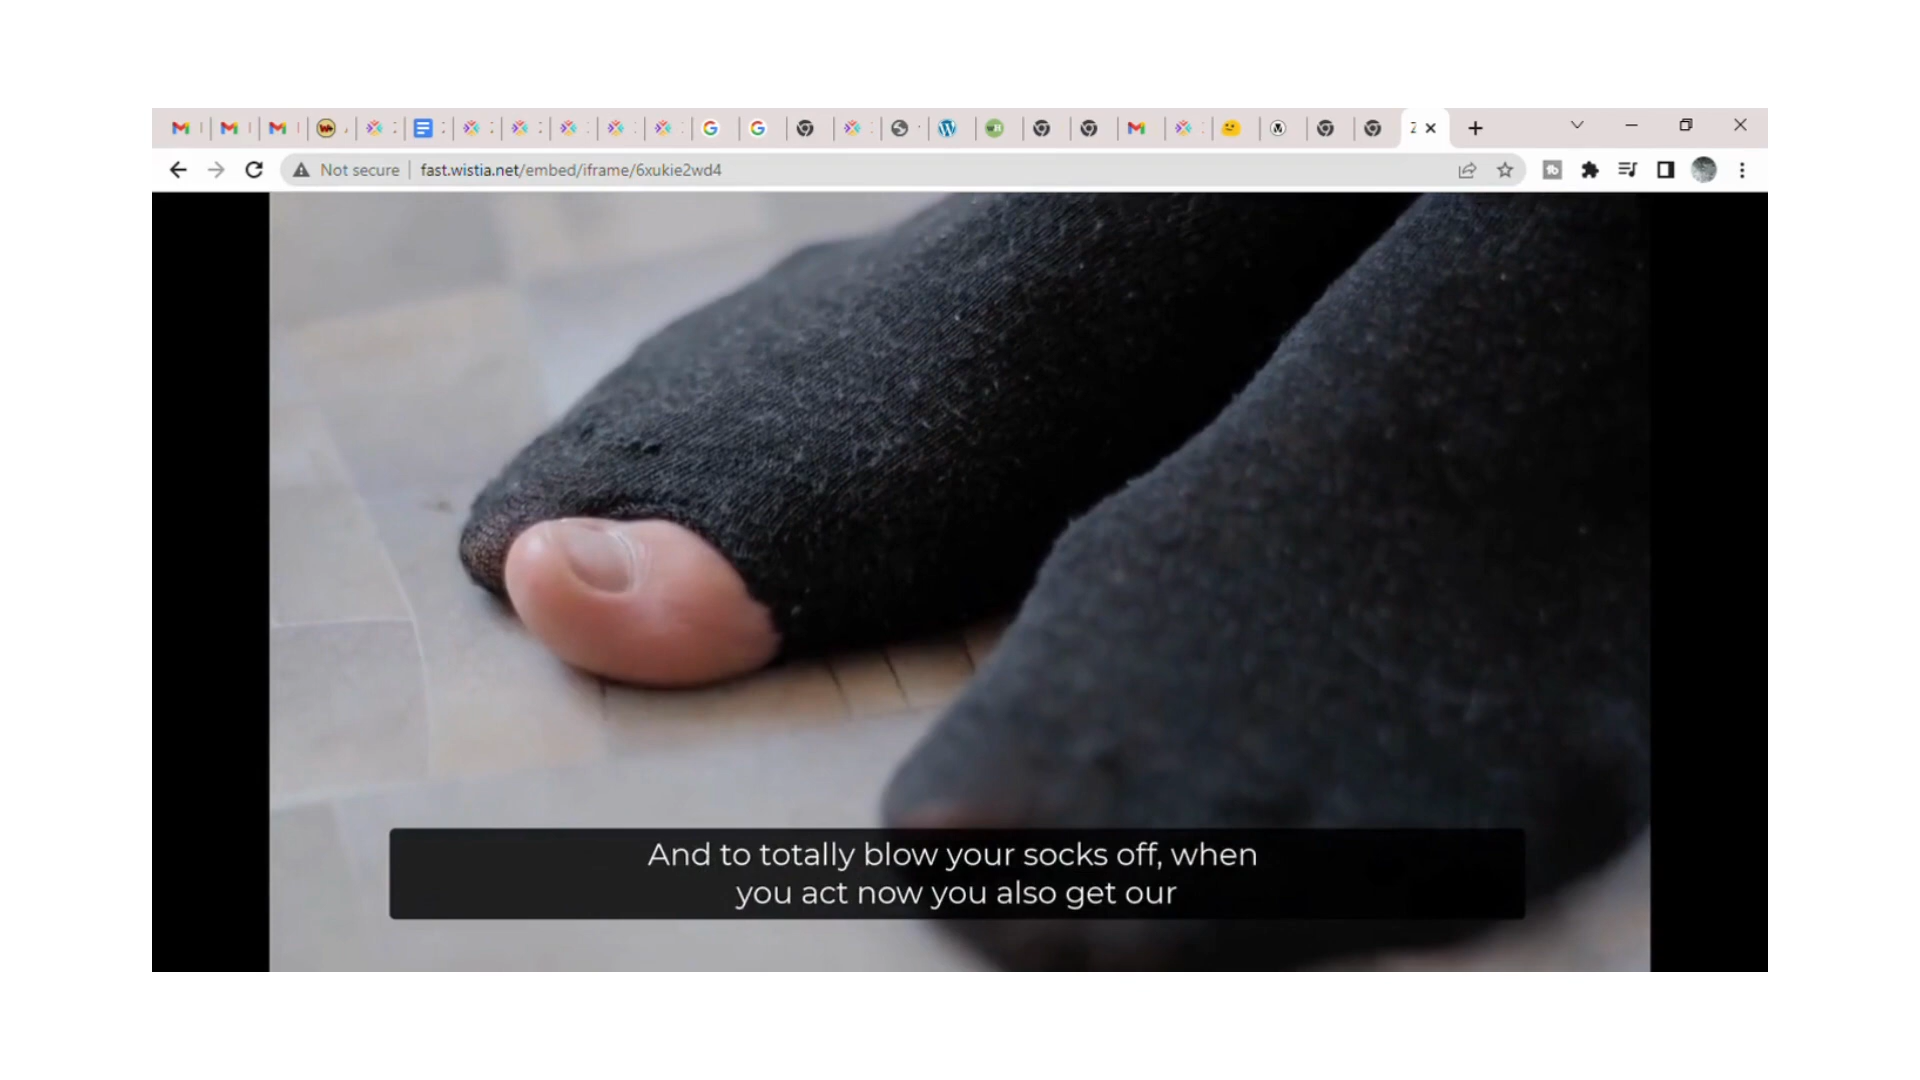 Not secure
fast.wistia.net/embed/iframe/6xukie2wd4
And to totally blow your socks off, when
you act now you also get our